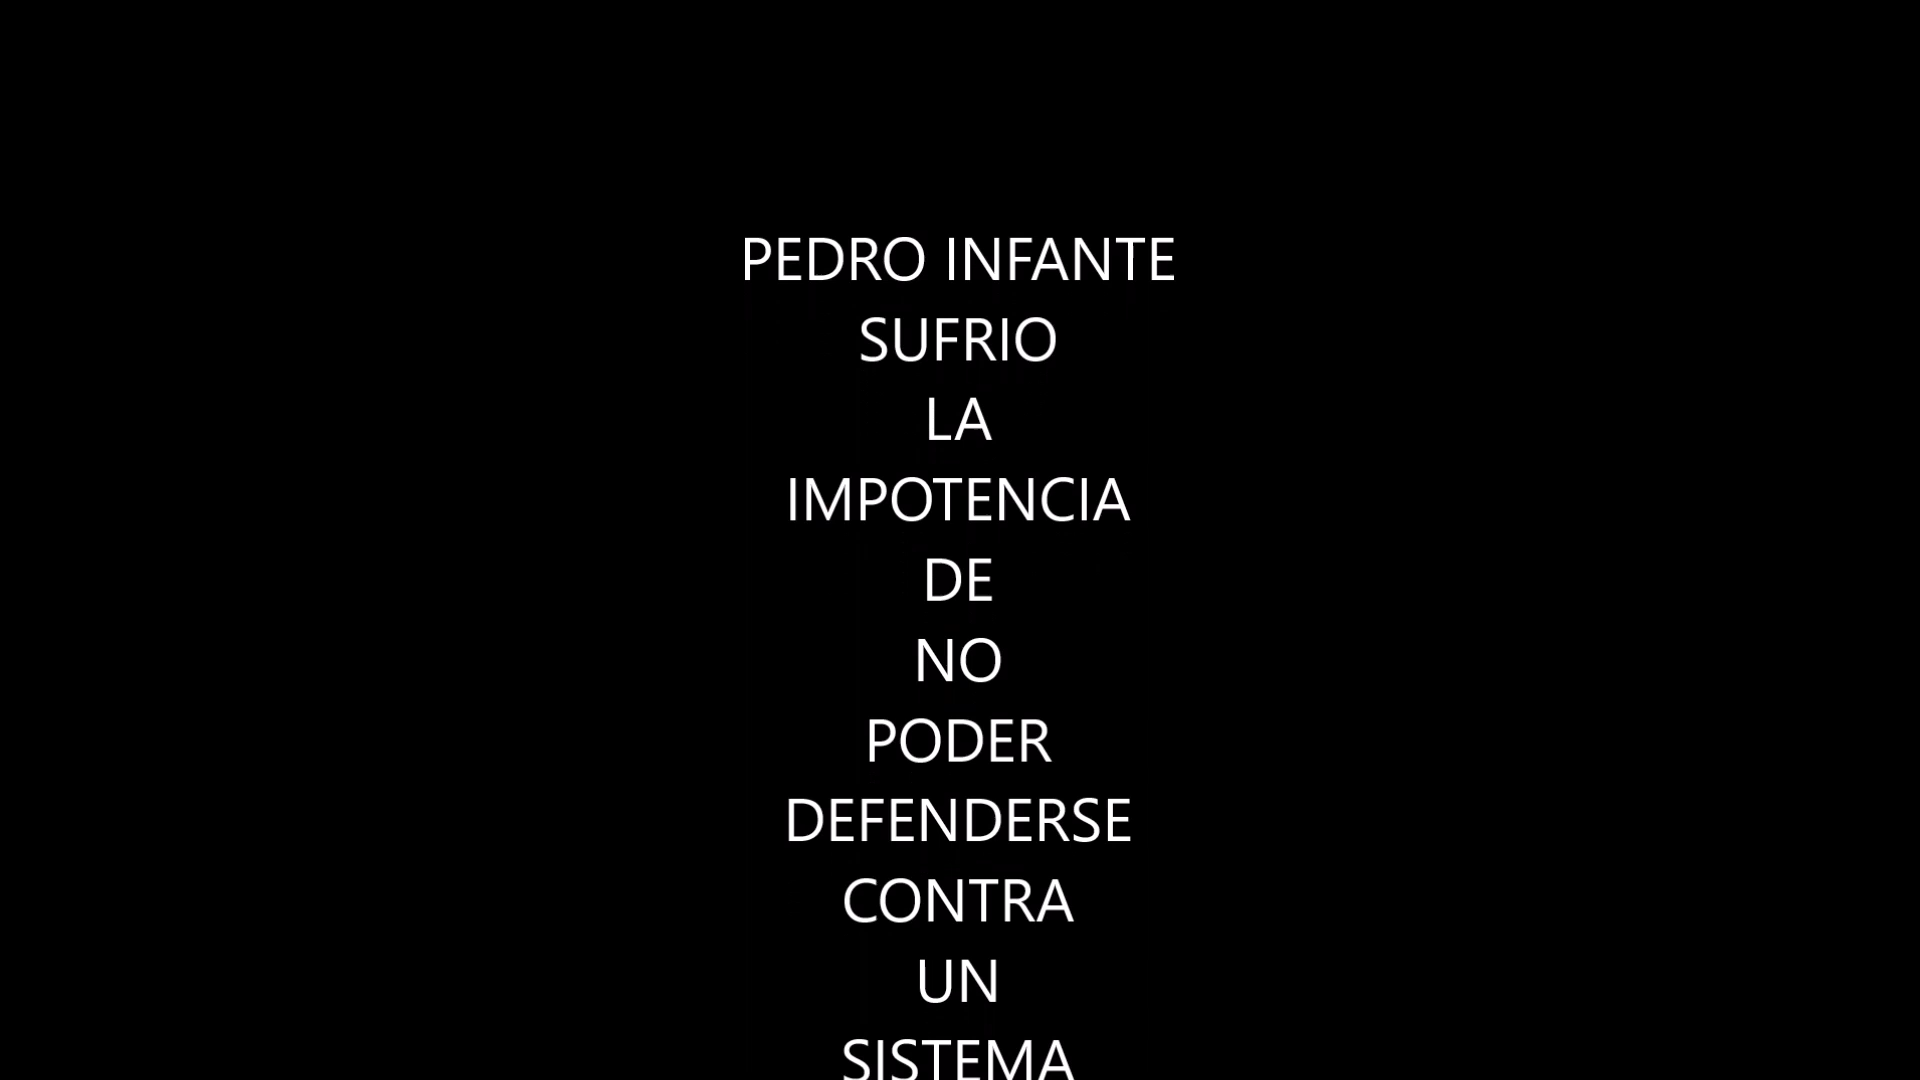 PEDRO INFANTE
SUFRIO
LA
IMPOTENCIA
DE
NO
PODER
DEFENDERSE
CONTRA
UN
SISTEMA